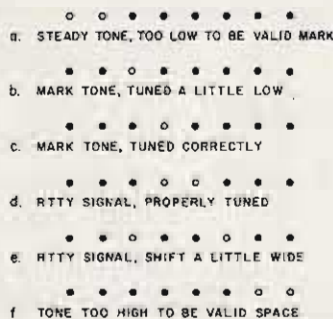 a. STEADY TONE, TOO LOW TO BE VALID MARK
b. MARK TONE, TUNED A LITTLE LOW
c. MARK TONE, TUNED CORRECTLY
d. RTTY SIGNAL, PROPERLY TUNED
e. RTTY SIGNAL, SHIFT A LITTLE WIDE
f TONE TOO HIGH TO BE VALID SPACE